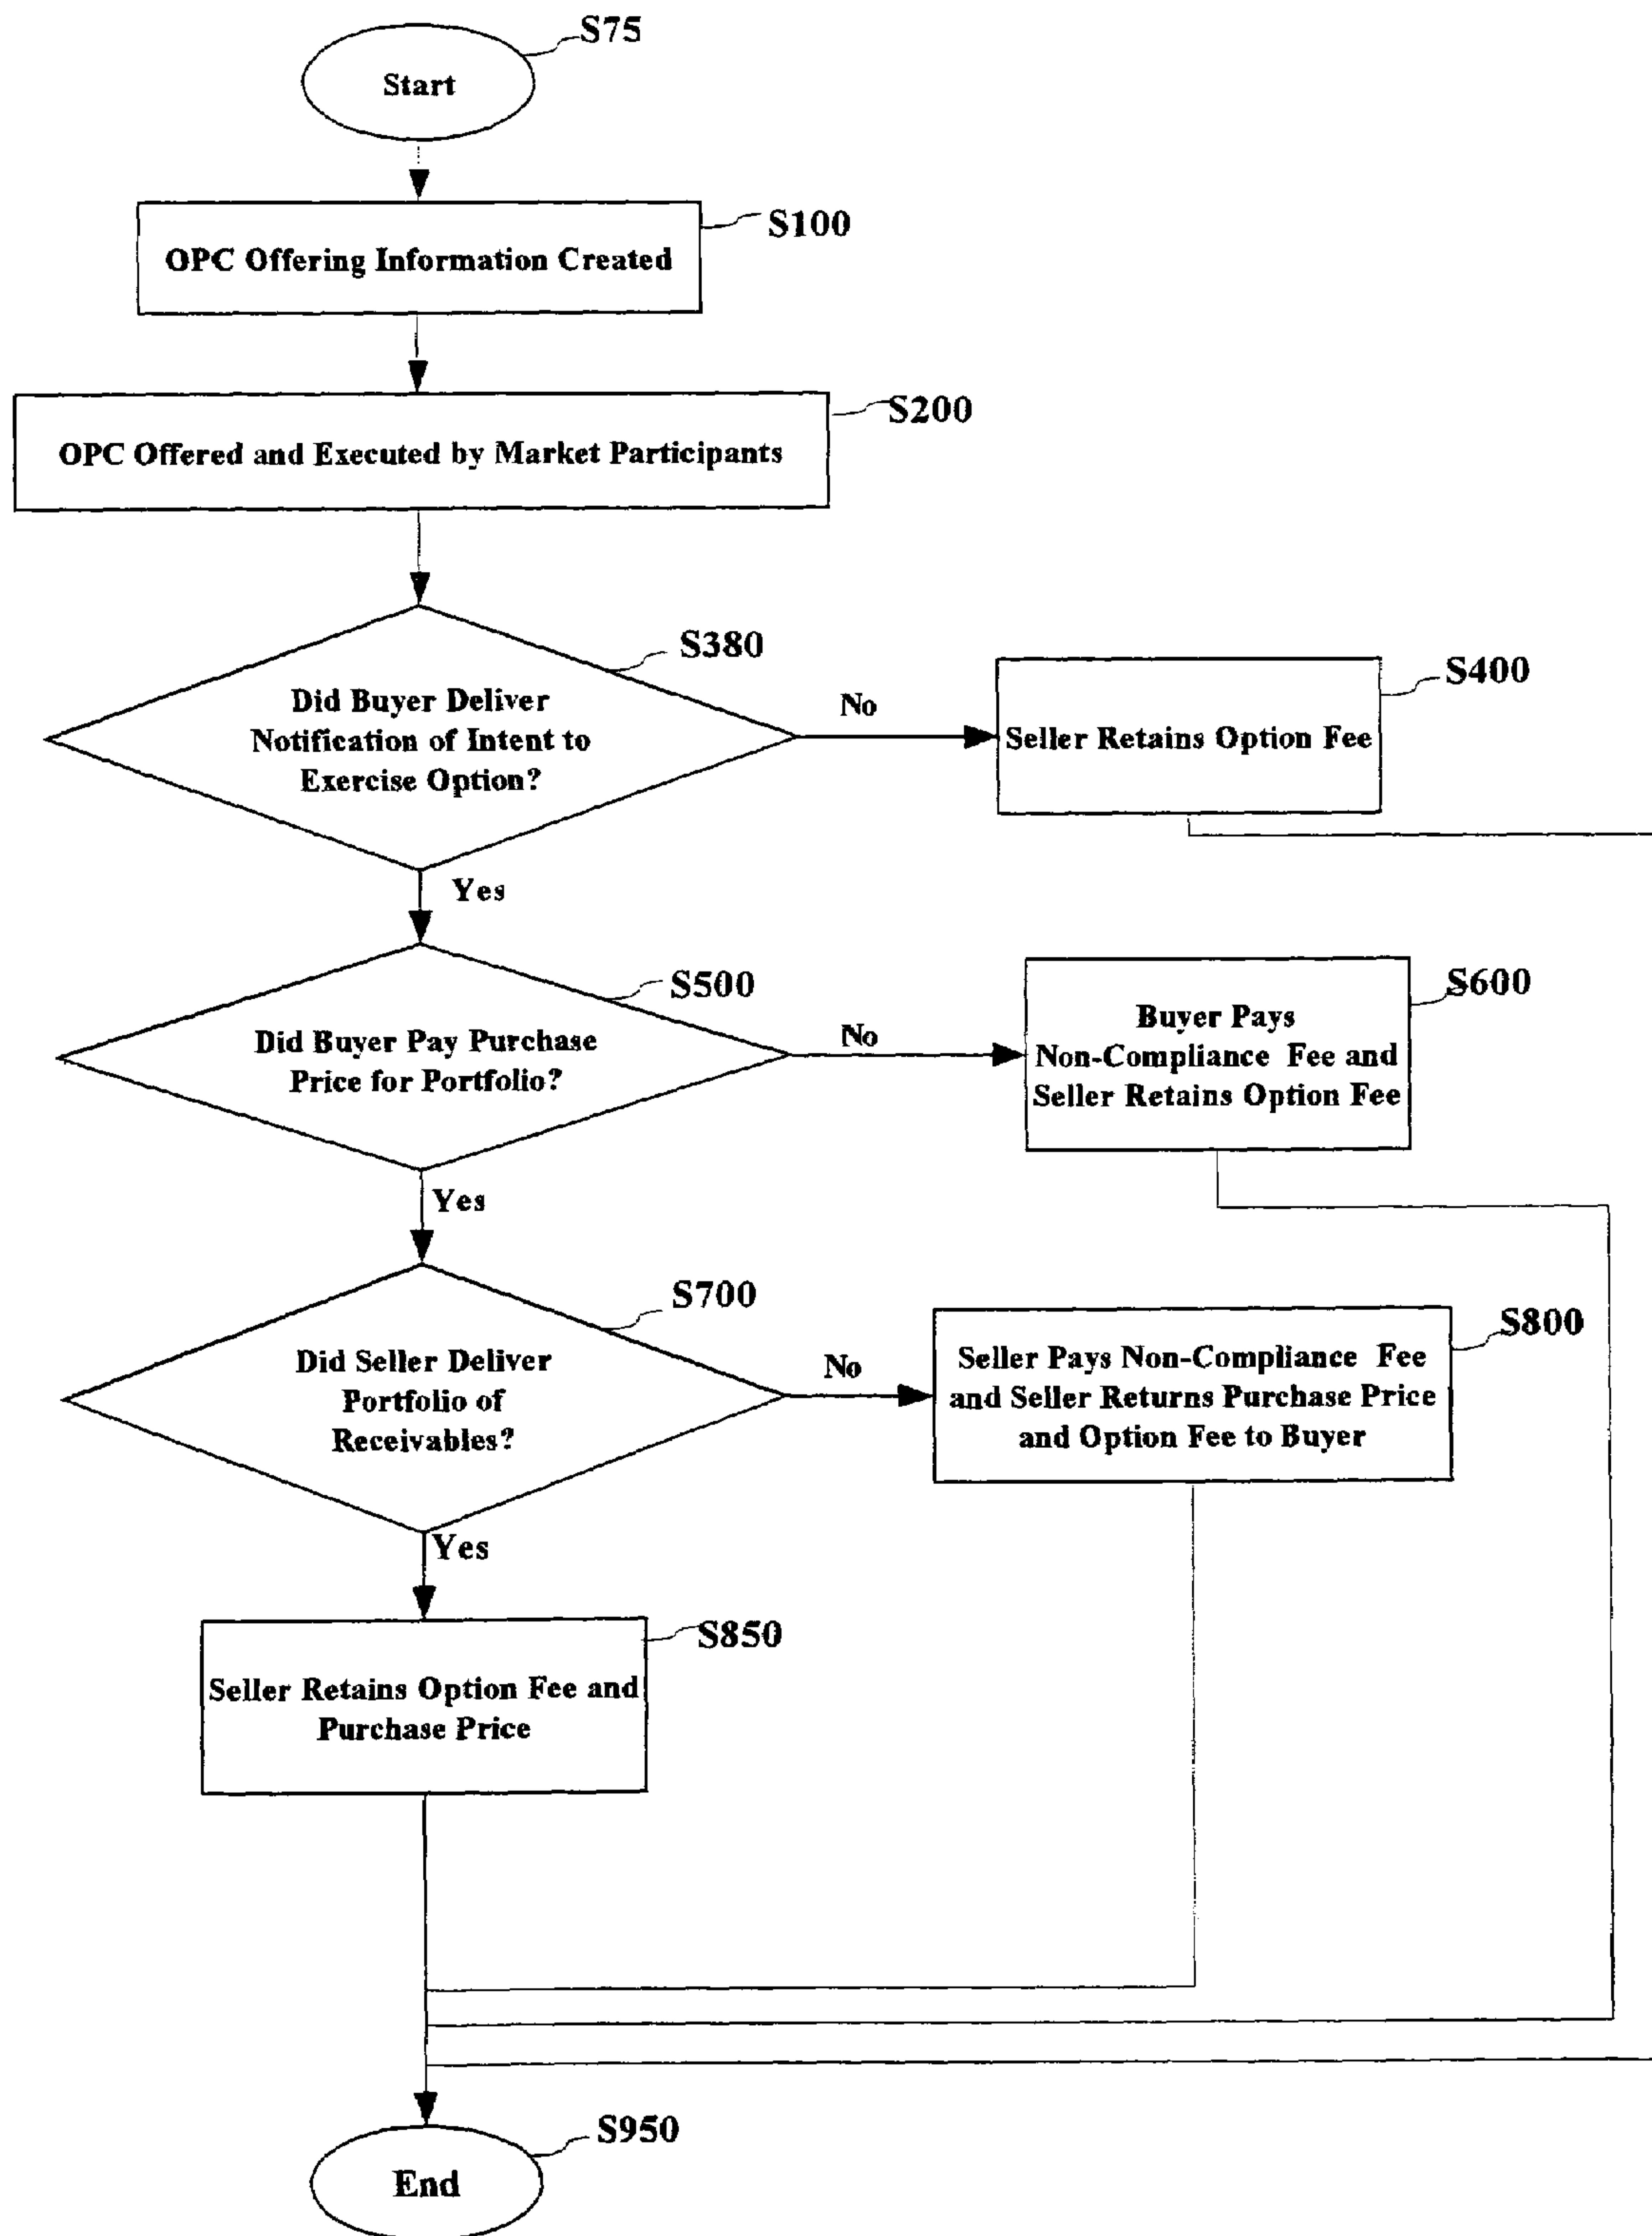 S75
Start
S100
OPC Offering Information Created
S200
OPC Offered and Executed by Market Participants
S380
Did Buyer Deliver
Notification of Intent to
Exercise Option?
No
S400
Seller Retains Option Fee
Yes
S500
Did Buyer Pay Purchase
Price for Portfolio?
No
S600
Buyer Pays
Non-Compliance Fee and
Seller Retains Option Fee
Yes
S700
Did Seller Deliver
Portfolio of
Receivables?
No
S800
Seller Pays Non-Compliance Fee
and Seller Returns Purchase Price
and Option Fee to Buyer
Yes
S850
Seller Retains Option Fee and
Purchase Price
S950
End